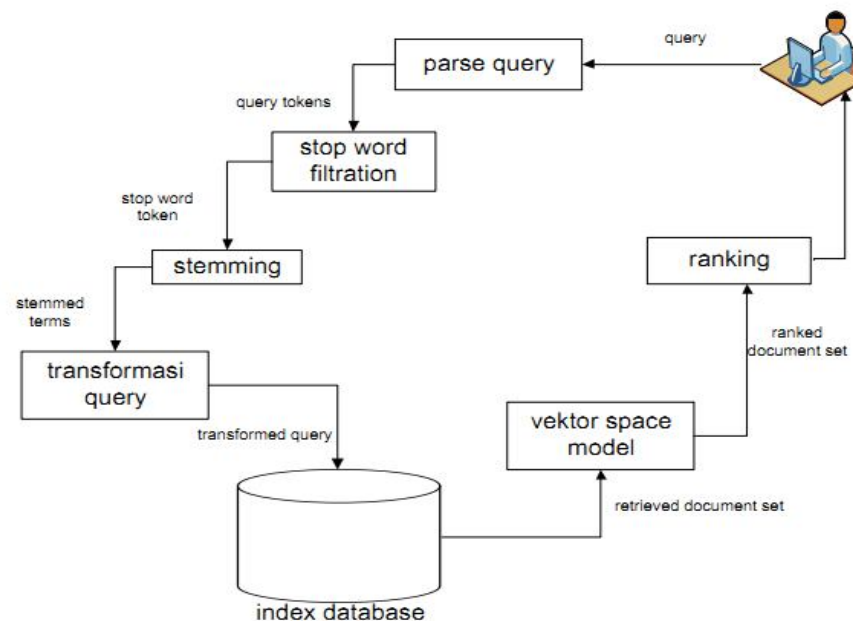 query
parse query
query tokens
stop word
filtration
stop word
token
stemming
stemmed
terms
transformasi
query
transformed query
index database
retrieved document set
vektor space
model
ranked
document set
ranking